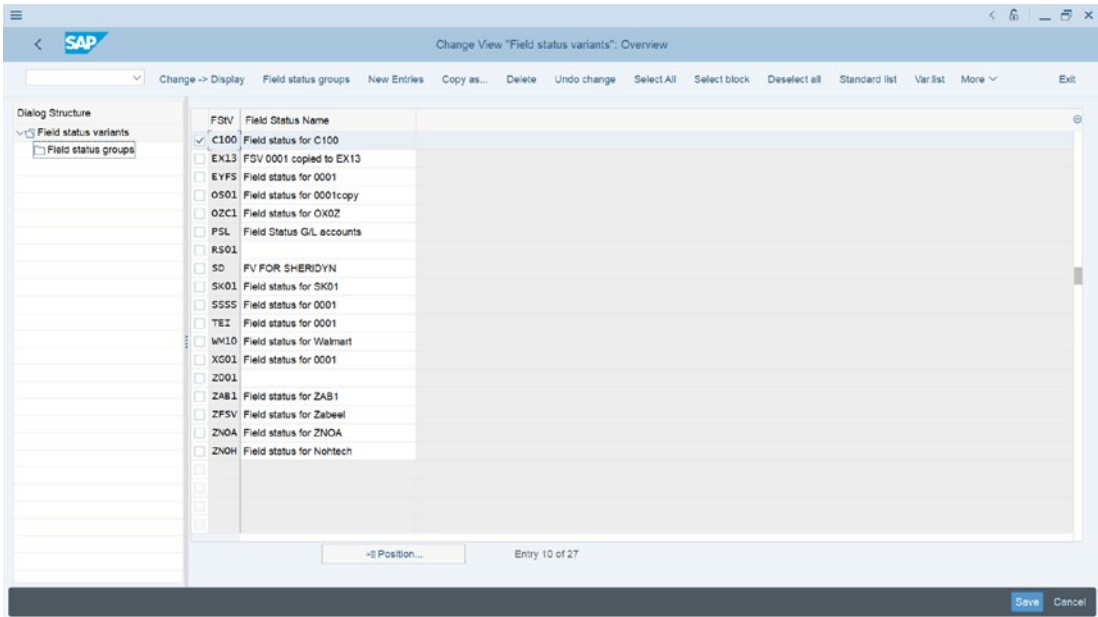 SAP
Change View "Field status variants": Overview
Change -> Display Field status groups New Entries Copy as... Delete Undo change Select All Select block Deselect all Standard list Var.list More Exit
Dialog Structure
Field status variants
Field status groups
FStV Field Status Name
C100 Field status for C100
EX13 FSV 0001 copied to EX13
EYFS Field status for 0001
OS01 Field status for 0001copy
OZC1 Field status for OX0Z
PSL Field Status G/L accounts
RS01
SD FV FOR SHERIDYN
SK01 Field status for SK01
SSSS Field status for 0001
TEI Field status for 0001
WM10 Field status for Walmart
XG01 Field status for 0001
ZO01
ZAB1 Field status for ZAB1
ZFSV Field status for Zabeel
ZNOA Field status for ZNOA
ZNOH Field status for Nohtech
Position... Entry 10 of 27
Save Cancel